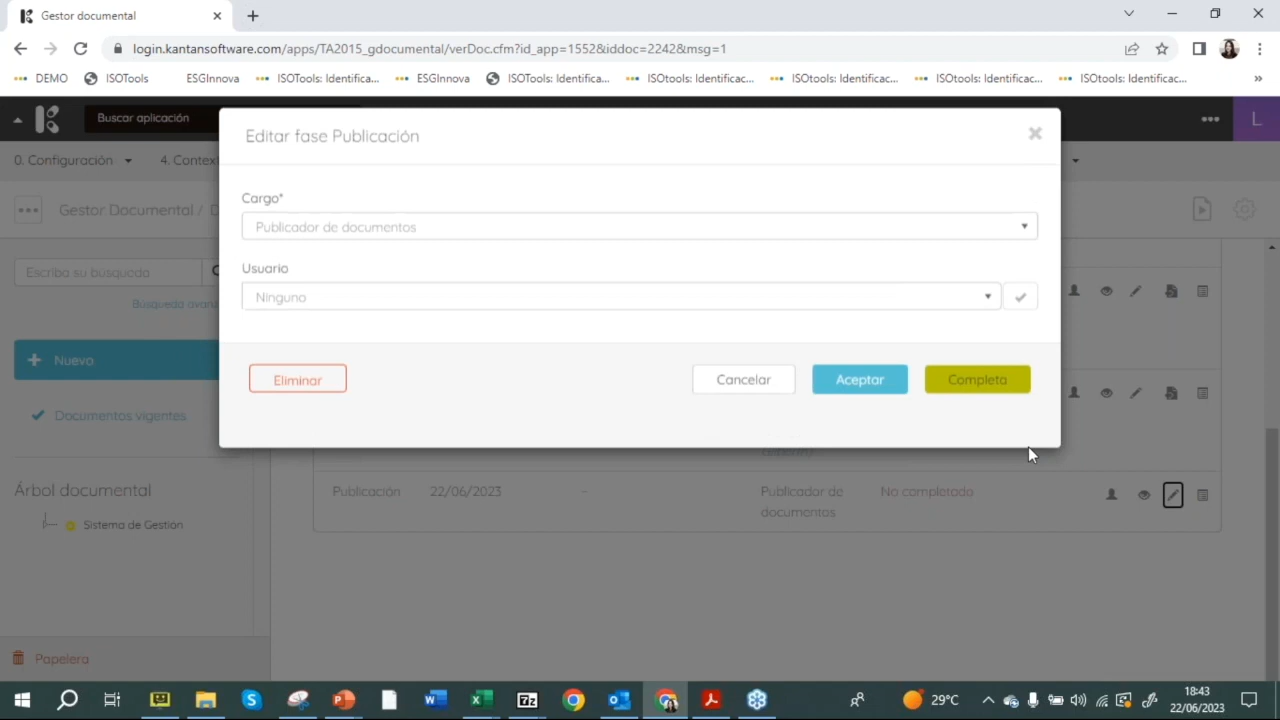 Gestor documental
login.kantansoftware.com/apps/TA2015_gdocumental/verDoc.cfm?id_app=1552&iddoc=2242&msg=1
DEMO
ISOTools
ESGInnova
ISOTools: Identifica...
ESGInnova
ISOTools: Identifica...
ISOtools: Identificac...
ISOtools: Identificac...
ISOtools: Identificac...
ISOtools: Identificac...
Buscar aplicación
L
0. Configuración
4. Contex
Gestor Documental / D
Editar fase Publicación
Cargo*
Publicador de documentos
Usuario
Ninguno
Eliminar
Cancelar
Aceptar
Completa
Escriba su búsqueda
Búsqueda avanz
Nuevo
Documentos vigentes
Árbol documental
Sistema de Gestión
Papelera
Publicación
22/06/2023
-
Publicador de
documentos
No completado
29°C
18:43
22/06/2023